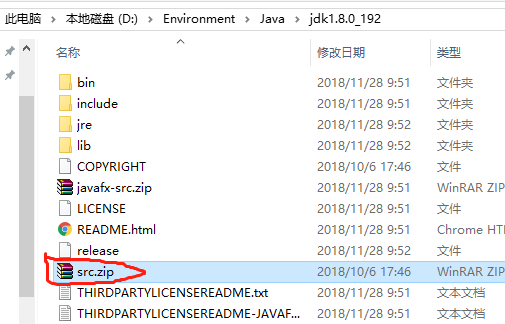 此电脑 > 本地磁盘 (D:) > Environment > Java > jdk1.8.0_192
名称 修改日期 类型
bin 2018/11/28 9:51 文件夹
include 2018/11/28 9:51 文件夹
jre 2018/11/28 9:52 文件夹
lib 2018/11/28 9:52 文件夹
COPYRIGHT 2018/10/6 17:46 文件
javafx-src.zip 2018/11/28 9:51 WinRAR ZIP
LICENSE 2018/11/28 9:51 文件
README.html 2018/11/28 9:51 Chrome HT
release 2018/11/28 9:52 文件
src.zip 2018/10/6 17:46 WinRAR ZIP
THIRDPARTYLICENSEREADME.txt 2018/11/28 9:51 文本文档
THIRDPARTYLICENSEREADME-JAVAF... 2018/11/28 9:51 文本文档